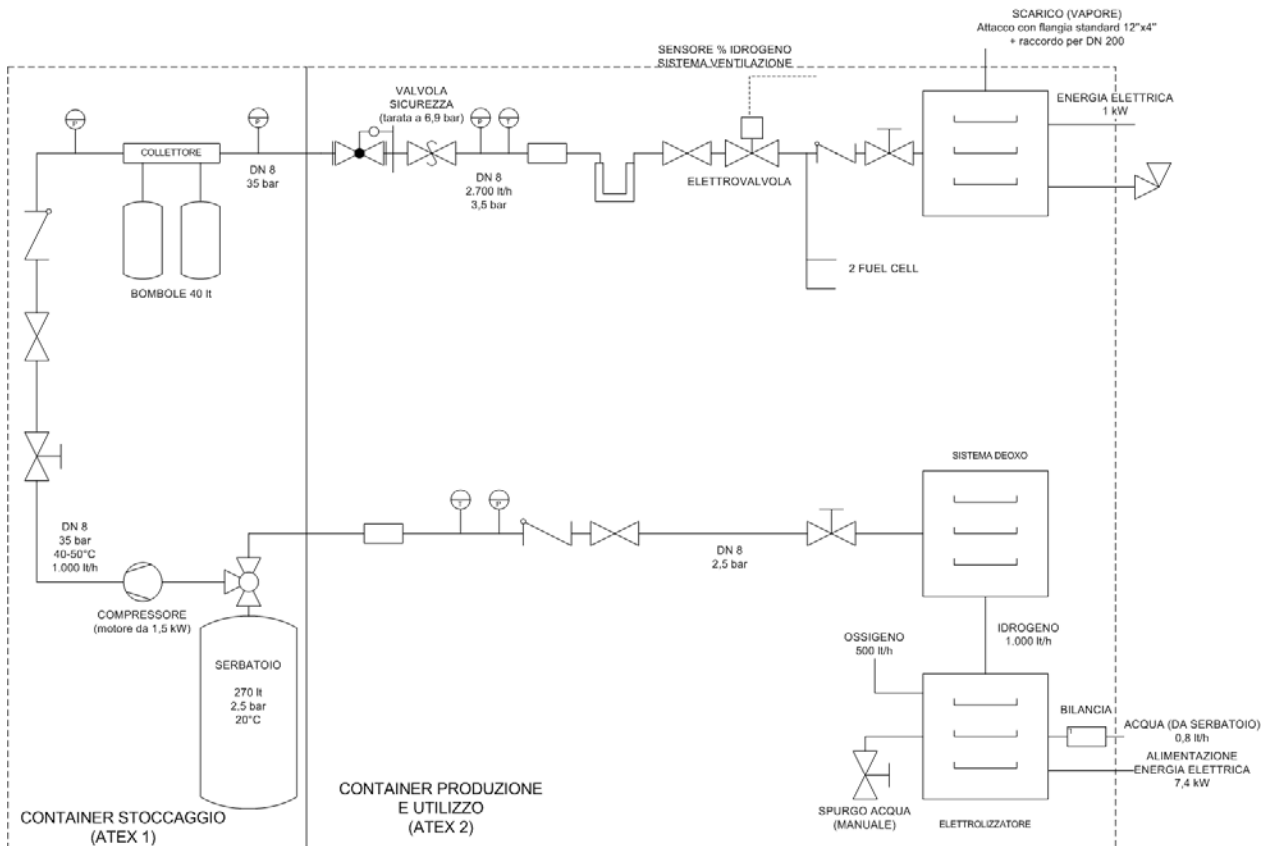 SCARICO (VAPORE)
Attacco con flangia standard 12"x4"
+ raccordo per DN 200
SENSORE % IDROGENO
SISTEMA VENTILAZIONE
VALVOLA
SICUREZZA
(tarata a 6,9 bar)
ENERGIA ELETTRICA
1 kW
P
COLLETTORE
P
P
T
DN 8
35 bar
DN 8
2.700 lt/h
3,5 bar
ELETTROVALVOLA
2 FUEL CELL
BOMBOLE 40 lt
SISTEMA DEOXO
T
P
DN 8
2,5 bar
DN 8
35 bar
40-50°C
1.000 lt/h
COMPRESSORE
(motore da 1,5 kW)
SERBATOIO
270 lt
2,5 bar
20°C
IDROGENO
1.000 lt/h
OSSIGENO
500 lt/h
BILANCIA
T
ACQUA (DA SERBATOIO)
0,8 lt/h
ALIMENTAZIONE
ENERGIA ELETTRICA
7,4 kW
SPURGO ACQUA
(MANUALE)
ELETTROLIZZATORE
CONTAINER STOCCAGGIO
(ATEX 1)
CONTAINER PRODUZIONE
E UTILIZZO
(ATEX 2)